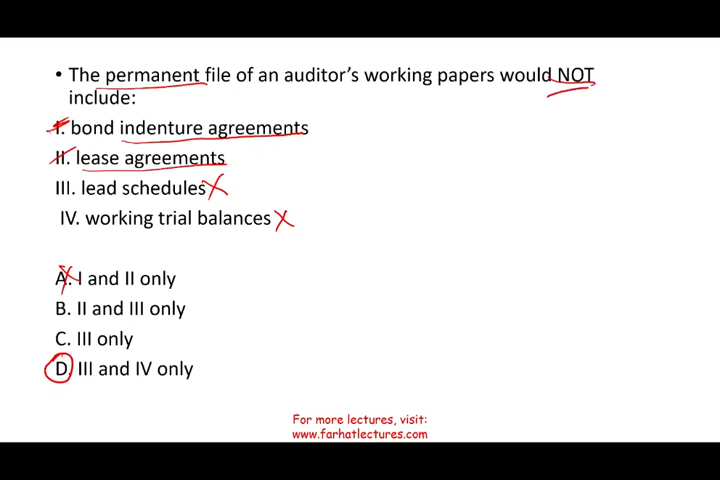 • The permanent file of an auditor's working papers would NOT
include:
I. bond indenture agreements
II. lease agreements
III. lead schedules
IV. working trial balances
A. I and II only
B. II and III only
C. III only
D. III and IV only
For more lectures, visit:
www.farhatlectures.com